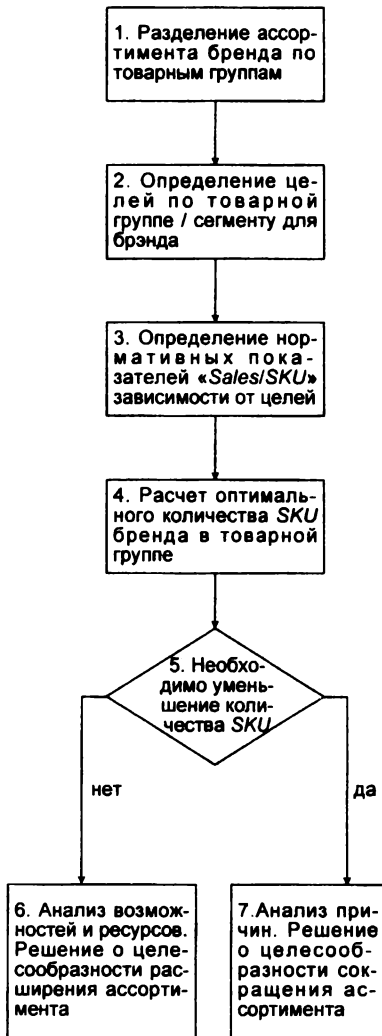 1. Разделение ассор-
тимента бренда по
товарным группам
2. Определение це-
лей по товарной
группе / сегменту для
брэнда
3. Определение нор-
мативных пока-
зателей «Sales/SKU»
зависимости от целей
4. Расчет оптималь-
ного количества SKU
бренда в товарной
группе
5. Необхо-
димо умень-
шение коли-
чества SKU
нет
да
6. Анализ возмож-
ностей и ресурсов.
Решение о целе-
сообразности рас-
ширения ассорти-
мента
7.Анализ при-
чин. Решение
о целесооб-
разности сок-
ращения ас-
сортимента